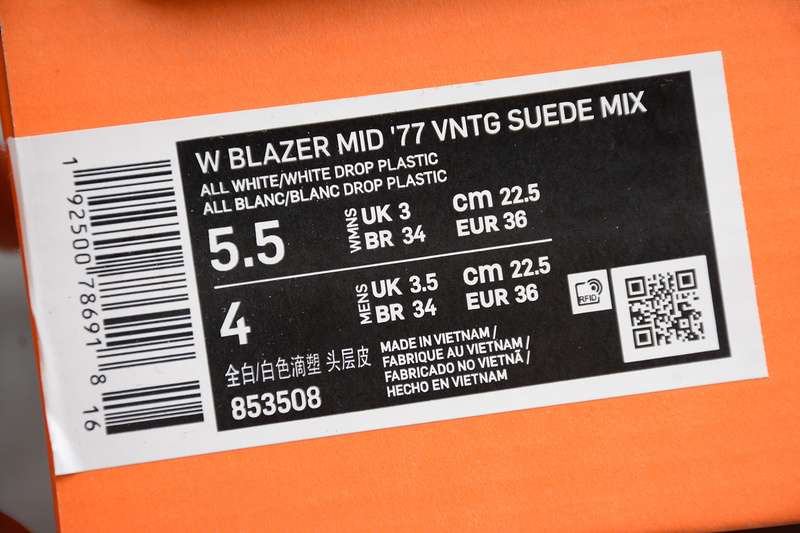 W BLAZER MID '77 VNTG SUEDE MIX
ALL WHITE/WHITE DROP PLASTIC
ALL BLANC/BLANC DROP PLASTIC
5.5
WMNS
UK 3
BR 34
cm 22.5
EUR 36
4
MENS
UK 3.5
BR 34
cm 22.5
EUR 36
RFID
全白/白色滴塑 头层皮
853508
MADE IN VIETNAM /
FABRIQUE AU VIETNAM /
FABRICADO NO VIETNÃ /
HECHO EN VIETNAM
1 92500 78691 8 16